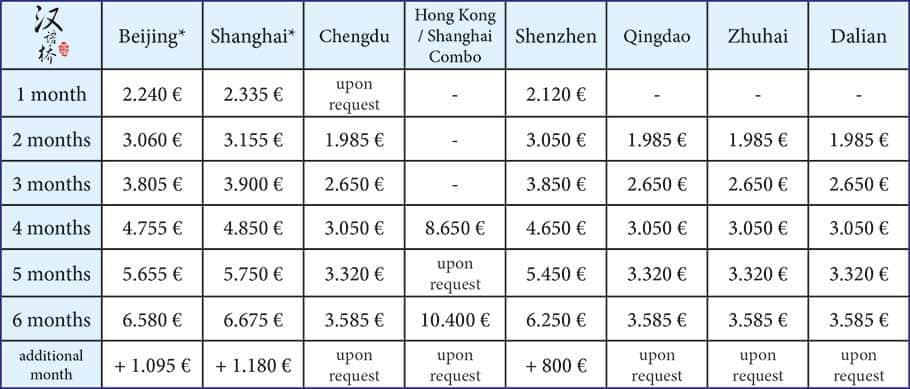 汉语桥 Beijing* Shanghai* Chengdu Hong Kong / Shanghai Combo Shenzhen Qingdao Zhuhai Dalian
1 month 2.240 € 2.335 € upon request - 2.120 € - - -
2 months 3.060 € 3.155 € 1.985 € - 3.050 € 1.985 € 1.985 € 1.985 €
3 months 3.805 € 3.900 € 2.650 € - 3.850 € 2.650 € 2.650 € 2.650 €
4 months 4.755 € 4.850 € 3.050 € 8.650 € 4.650 € 3.050 € 3.050 € 3.050 €
5 months 5.655 € 5.750 € 3.320 € upon request 5.450 € 3.320 € 3.320 € 3.320 €
6 months 6.580 € 6.675 € 3.585 € 10.400 € 6.250 € 3.585 € 3.585 € 3.585 €
additional month + 1.095 € + 1.180 € upon request upon request + 800 € upon request upon request upon request